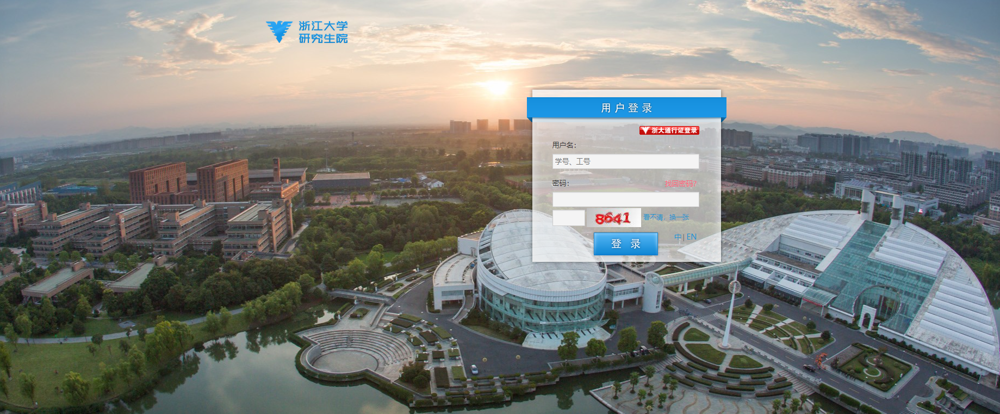 浙江大学
研究生院
用户登录
浙大通行证登录
用户名：
学号、工号
密码：
找回密码?
8641
看不清，换一张
登 录
中 | EN